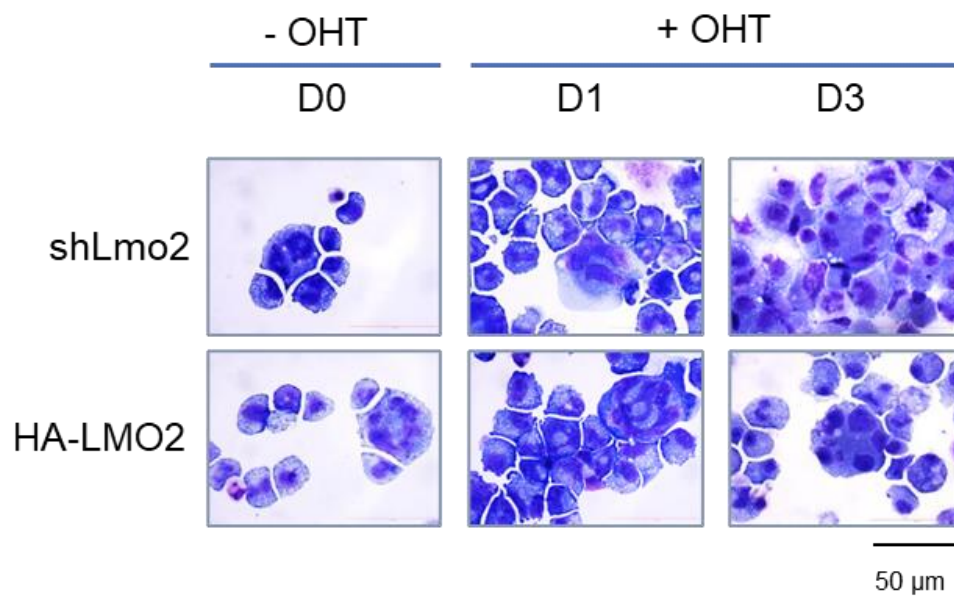 - OHT
+ OHT
D0
D1
D3
shLmo2
HA-LMO2
50 µm